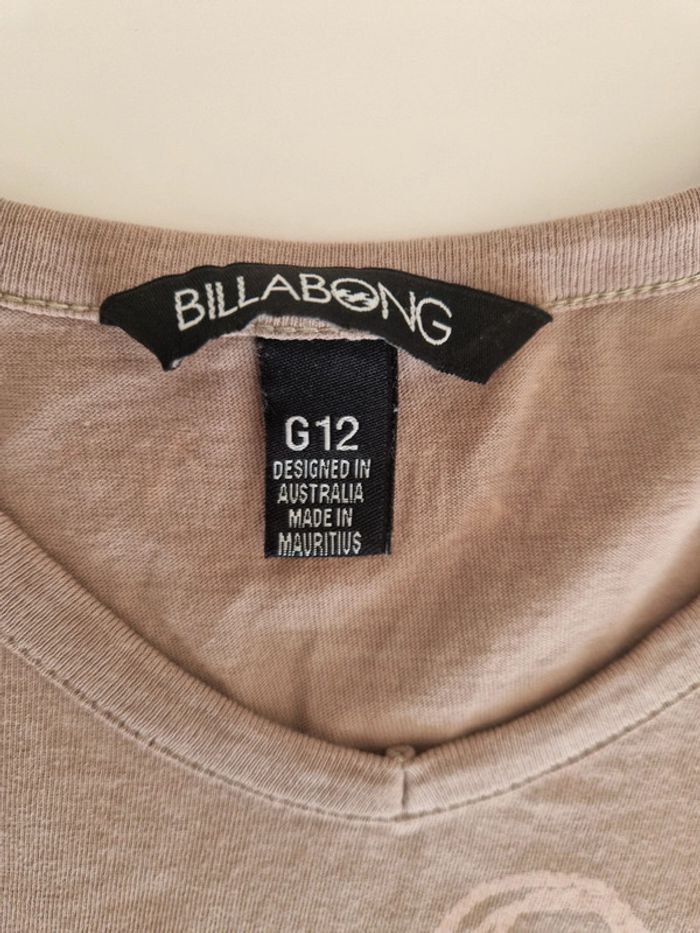 BILLABONG
G12
DESIGNED IN
AUSTRALIA
MADE IN
MAURITIUS